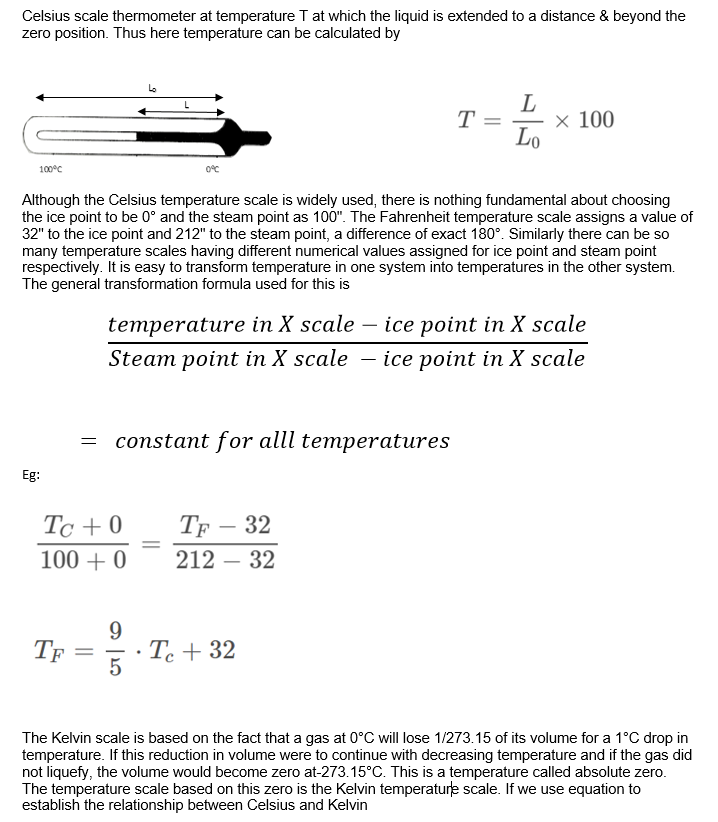 Celsius scale thermometer at temperature T at which the liquid is extended to a distance & beyond the
zero position. Thus here temperature can be calculated by
L₀
L
T = L/L₀ × 100
100°C
0°C
Although the Celsius temperature scale is widely used, there is nothing fundamental about choosing
the ice point to be 0° and the steam point as 100". The Fahrenheit temperature scale assigns a value of
32" to the ice point and 212" to the steam point, a difference of exact 180°. Similarly there can be so
many temperature scales having different numerical values assigned for ice point and steam point
respectively. It is easy to transform temperature in one system into temperatures in the other system.
The general transformation formula used for this is
temperature in X scale − ice point in X scale
Steam point in X scale − ice point in X scale
= constant for alll temperatures
Eg:
(T_C + 0)/(100 + 0) = (T_F − 32)/(212 − 32)
T_F = 9/5 · T_c + 32
The Kelvin scale is based on the fact that a gas at 0°C will lose 1/273.15 of its volume for a 1°C drop in
temperature. If this reduction in volume were to continue with decreasing temperature and if the gas did
not liquefy, the volume would become zero at-273.15°C. This is a temperature called absolute zero.
The temperature scale based on this zero is the Kelvin temperature scale. If we use equation to
establish the relationship between Celsius and Kelvin